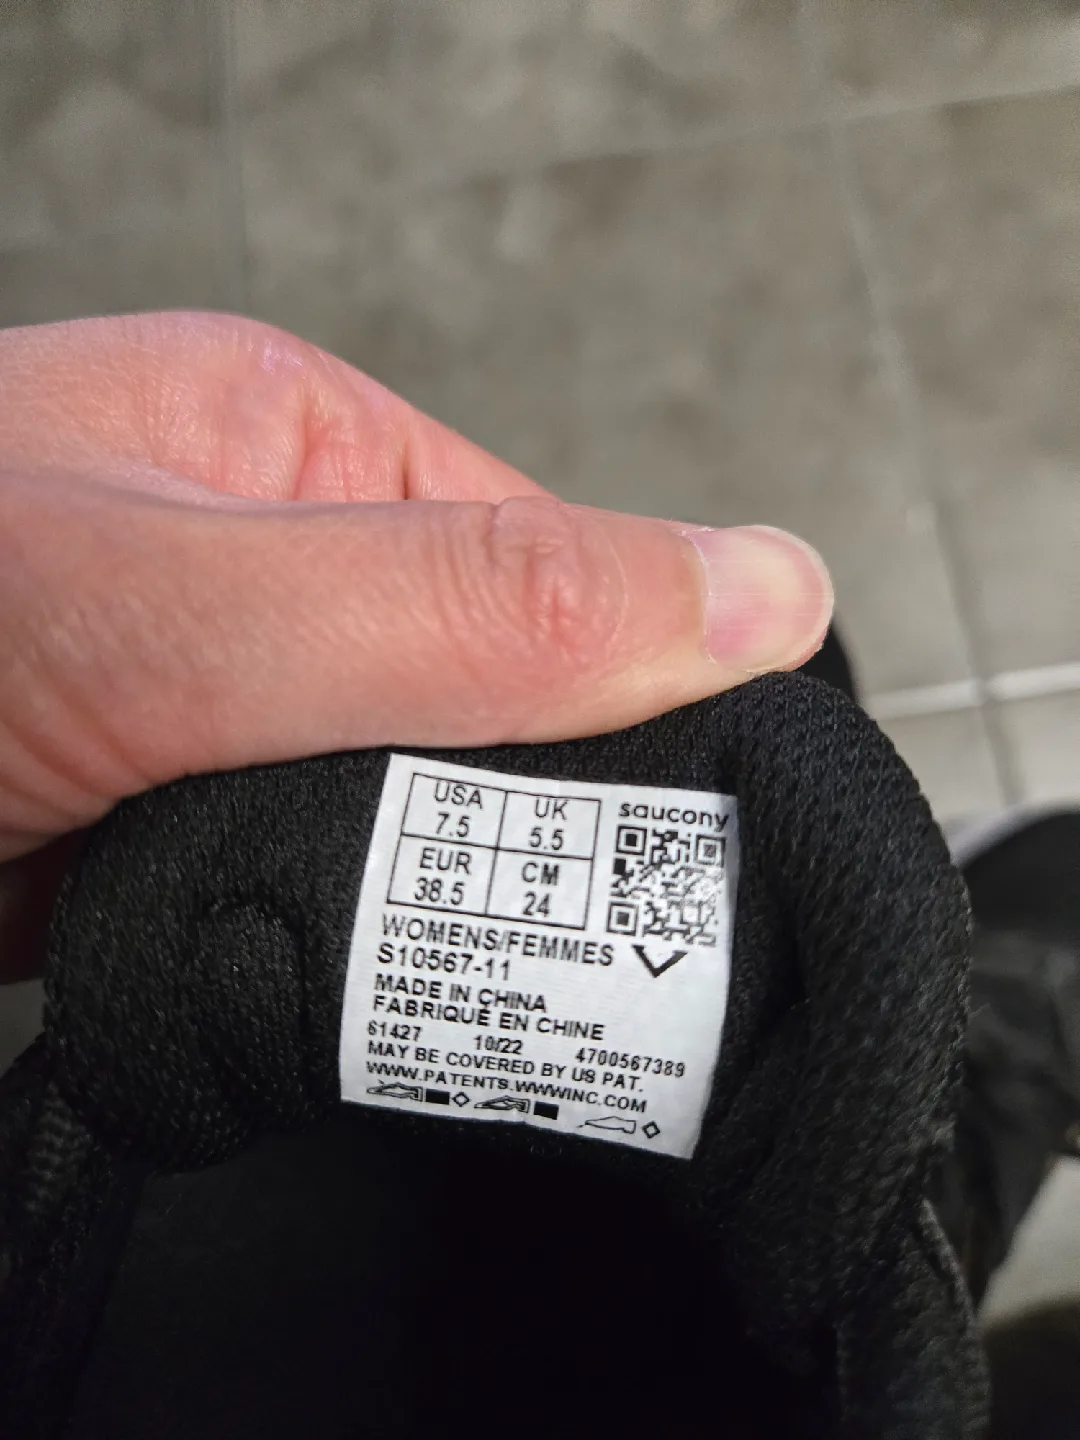 USA UK
7.5 5.5
EUR CM
38.5 24
saucony
WOMENS/FEMMES
S10567-11
MADE IN CHINA
FABRIQUÉ EN CHINE
61427 10/22 4700567389
MAY BE COVERED BY US PAT.
WWW.PATENTS.WWWINC.COM